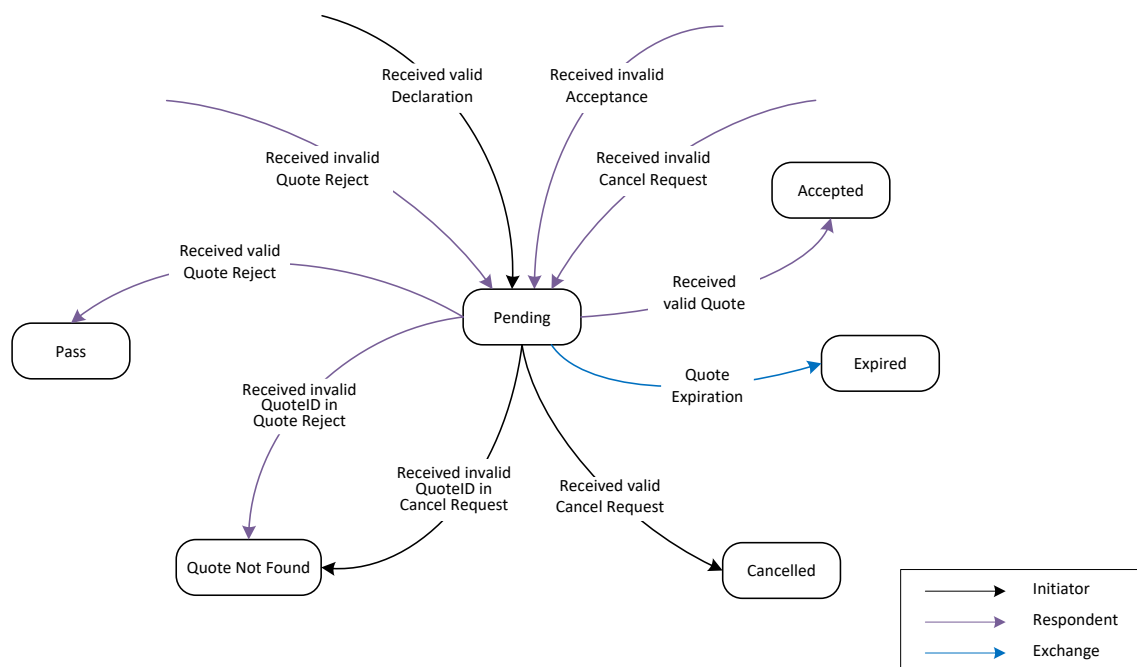 Received valid
Declaration
Received invalid
Acceptance
Received invalid
Quote Reject
Received invalid
Cancel Request
Accepted
Received valid
Quote Reject
Received
valid Quote
Pending
Pass
Expired
Quote
Expiration
Received invalid
QuoteID in
Quote Reject
Received invalid
QuoteID in
Cancel Request
Received valid
Cancel Request
Quote Not Found
Cancelled
Initiator
Respondent
Exchange